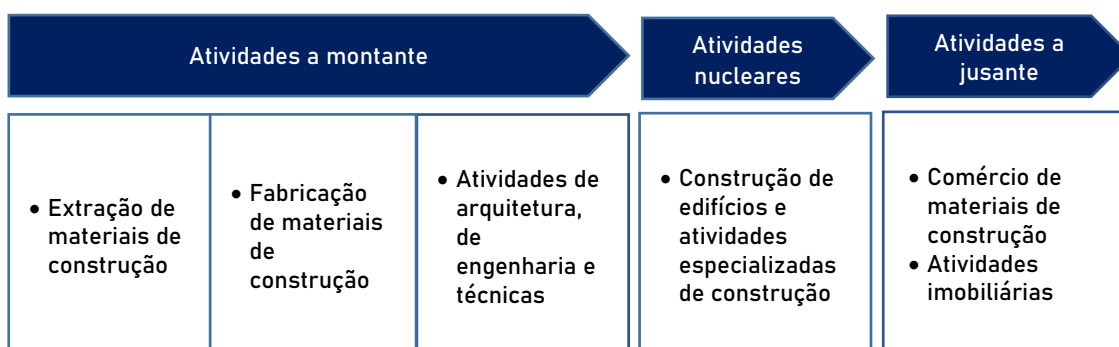 Atividades a montante
Atividades
nucleares
Atividades a
jusante
• Extração de
materiais de
construção
• Fabricação
de materiais
de
construção
• Atividades de
arquitetura,
de
engenharia e
técnicas
• Construção de
edifícios e
atividades
especializadas
de construção
• Comércio de
materiais de
construção
• Atividades
imobiliárias